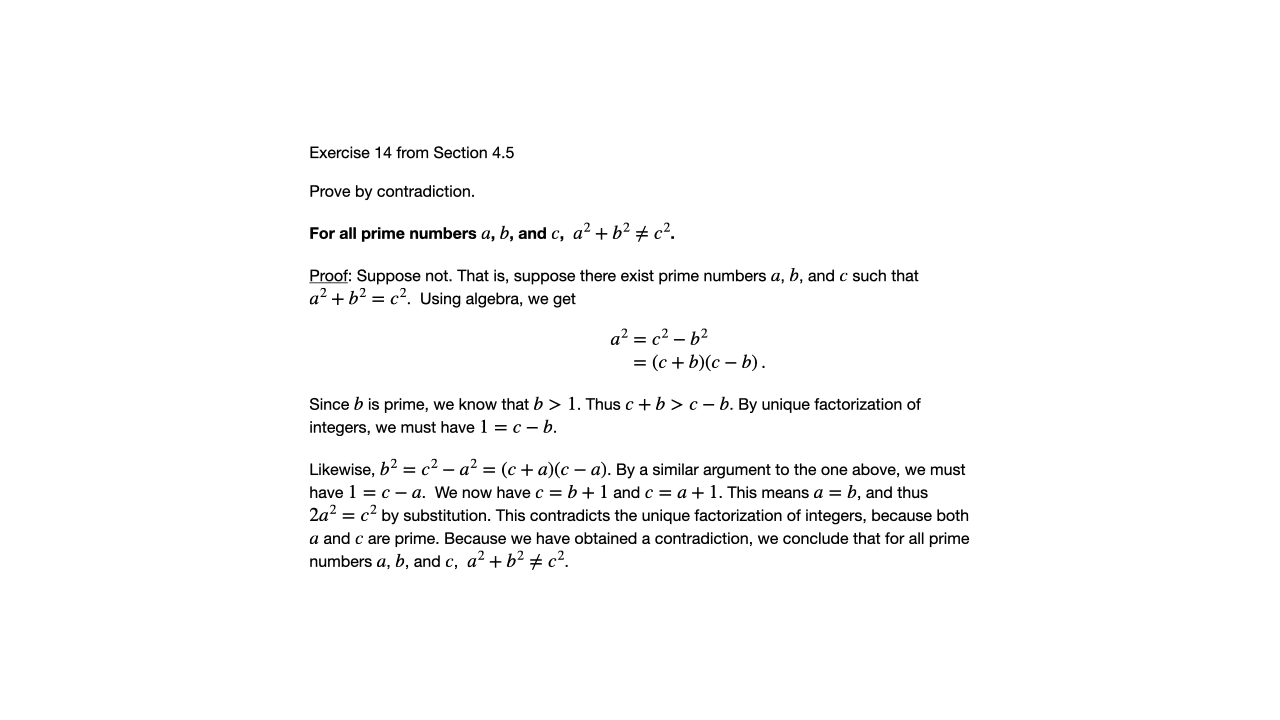 Exercise 14 from Section 4.5
Prove by contradiction.
For all prime numbers a, b, and c, a² + b² ≠ c².
Proof: Suppose not. That is, suppose there exist prime numbers a, b, and c such that
a² + b² = c². Using algebra, we get
a² = c² − b²
= (c + b)(c − b) .
Since b is prime, we know that b > 1. Thus c + b > c − b. By unique factorization of
integers, we must have 1 = c − b.
Likewise, b² = c² − a² = (c + a)(c − a). By a similar argument to the one above, we must
have 1 = c − a. We now have c = b + 1 and c = a + 1. This means a = b, and thus
2a² = c² by substitution. This contradicts the unique factorization of integers, because both
a and c are prime. Because we have obtained a contradiction, we conclude that for all prime
numbers a, b, and c, a² + b² ≠ c².